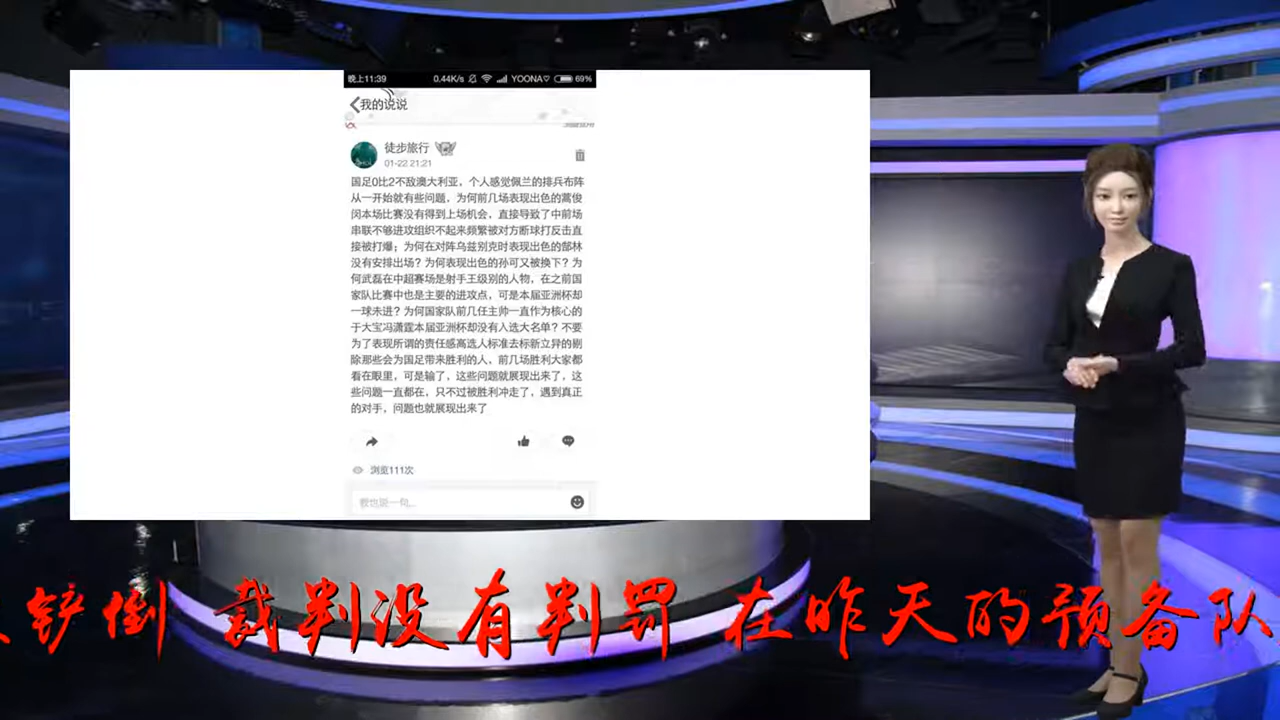 晚上11:39 0.44K/s YOONA♡ 69%
我的说说
徒步旅行
01-22 21:21
国足0比2不敌澳大利亚，个人感觉佩兰的排兵布阵
从一开始就有些问题，为何前几场表现出色的蒿俊
闵本场比赛没有得到上场机会，直接导致了中前场
串联不够进攻组织不起来频繁被对方断球打反击直
接被打爆；为何在对阵乌兹别克时表现出色的郜林
没有安排出场？为何表现出色的孙可又被换下？为
何武磊在中超赛场是射手王级别的人物，在之前国
家队比赛中也是主要的进攻点，可是本届亚洲杯却
一球未进？为何国家队前几任主帅一直作为核心的
于大宝冯潇霆本届亚洲杯却没有入选大名单？不要
为了表现所谓的责任感高选人标准去标新立异的剔
除那些会为国足带来胜利的人，前几场胜利大家都
看在眼里，可是输了，这些问题就展现出来了，这
些问题一直都在，只不过被胜利冲走了，遇到真正
的对手，问题也就展现出来了
浏览111次
我也说一句...
铲倒 裁判没有判罚 在昨天的预备队